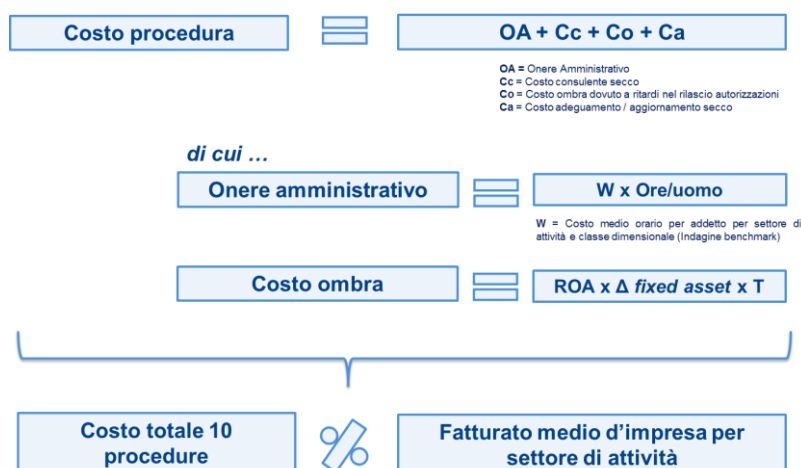 Costo procedura
OA + Cc + Co + Ca
OA = Onere Amministrativo
Cc = Costo consulente secco
Co = Costo ombra dovuto a ritardi nel rilascio autorizzazioni
Ca = Costo adeguamento / aggiornamento secco
di cui ...
Onere amministrativo
W x Ore/uomo
W = Costo medio orario per addetto per settore di
attività e classe dimensionale (Indagine benchmark)
Costo ombra
ROA x Δ fixed asset x T
Costo totale 10
procedure
%
Fatturato medio d'impresa per
settore di attività